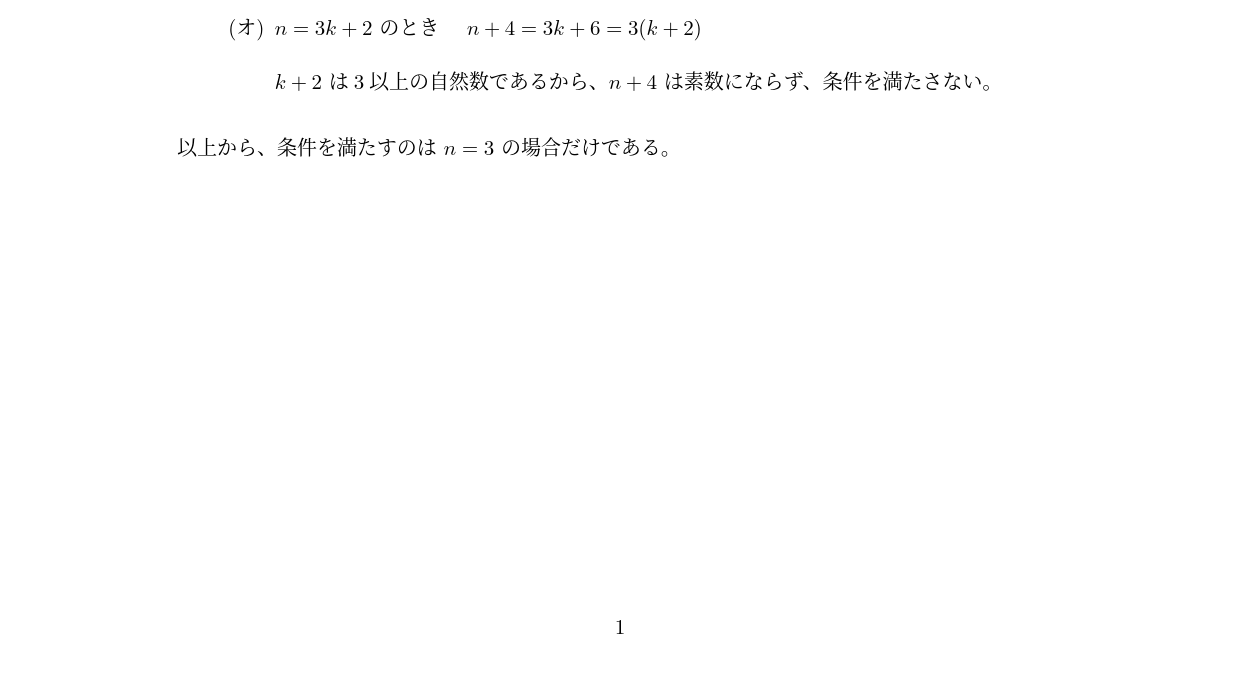 (オ) n = 3k + 2 のとき n + 4 = 3k + 6 = 3(k + 2)
k + 2 は 3 以上の自然数であるから、n + 4 は素数にならず、条件を満たさない。
以上から、条件を満たすのは n = 3 の場合だけである。
1